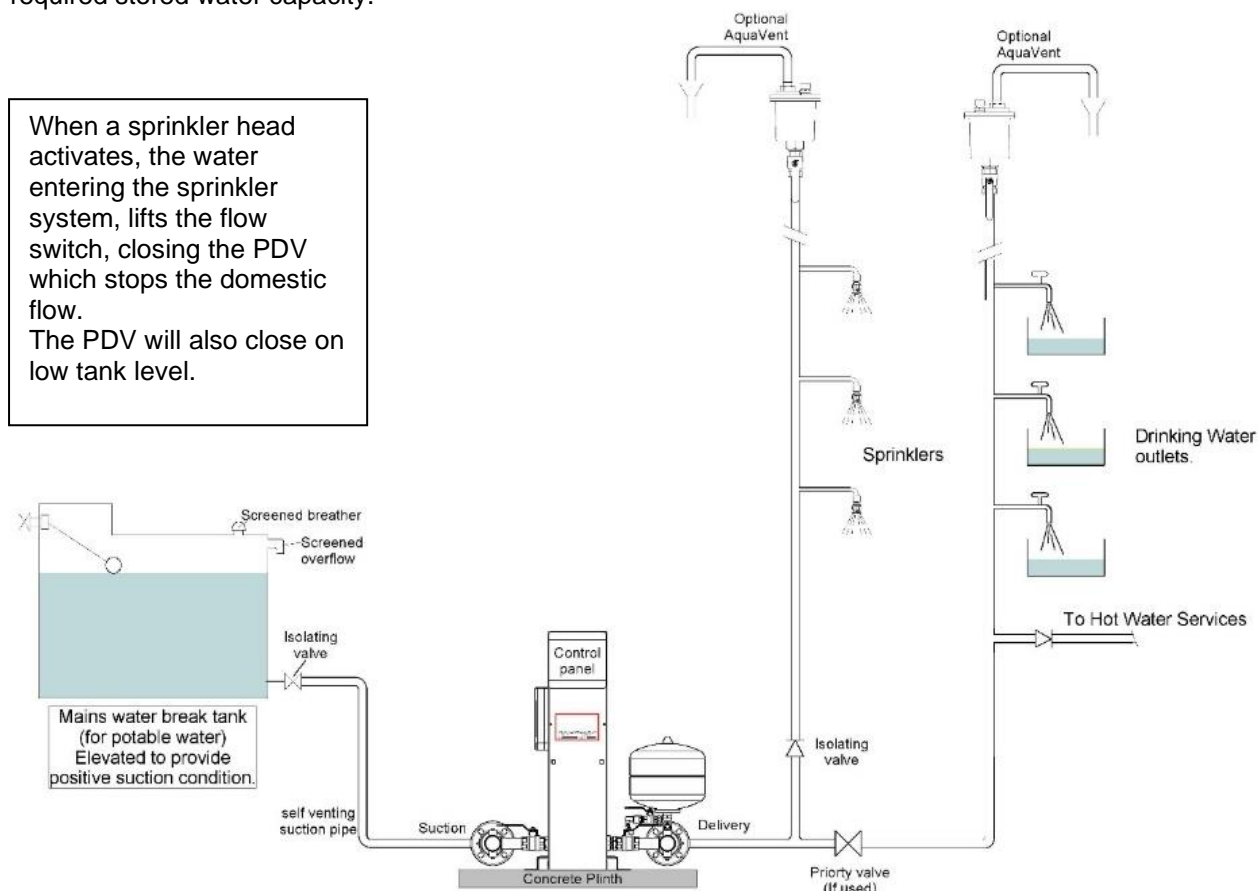 required stored water capacity.
Optional
AquaVent
Optional
AquaVent
When a sprinkler head
activates, the water
entering the sprinkler
system, lifts the flow
switch, closing the PDV
which stops the domestic
flow.
The PDV will also close on
low tank level.
Sprinklers
Drinking Water
outlets.
Screened breather
Screened
overflow
Isolating
valve
To Hot Water Services
Control
panel
Mains water break tank
(for potable water)
Elevated to provide
positive suction condition.
Isolating
valve
self venting
suction pipe
Suction
Delivery
Concrete Plinth
Priorty valve
(If used)